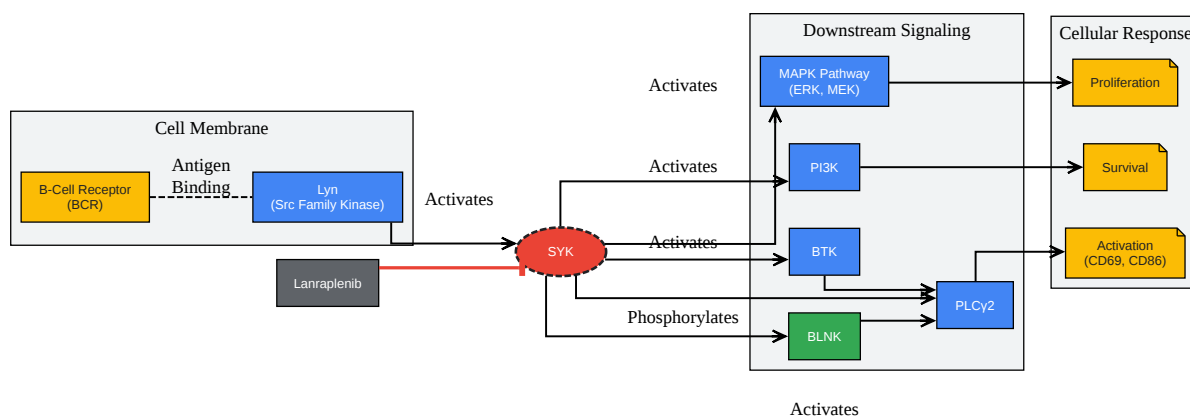 Downstream Signaling
Cellular Response
MAPK Pathway
(ERK, MEK)
Activates
Proliferation
Cell Membrane
Antigen
Binding
B-Cell Receptor
(BCR)
Lyn
(Src Family Kinase)
Activates
Activates
PI3K
Survival
SYK
Activates
BTK
Activation
(CD69, CD86)
Lanraplenib
PLCγ2
Phosphorylates
BLNK
Activates